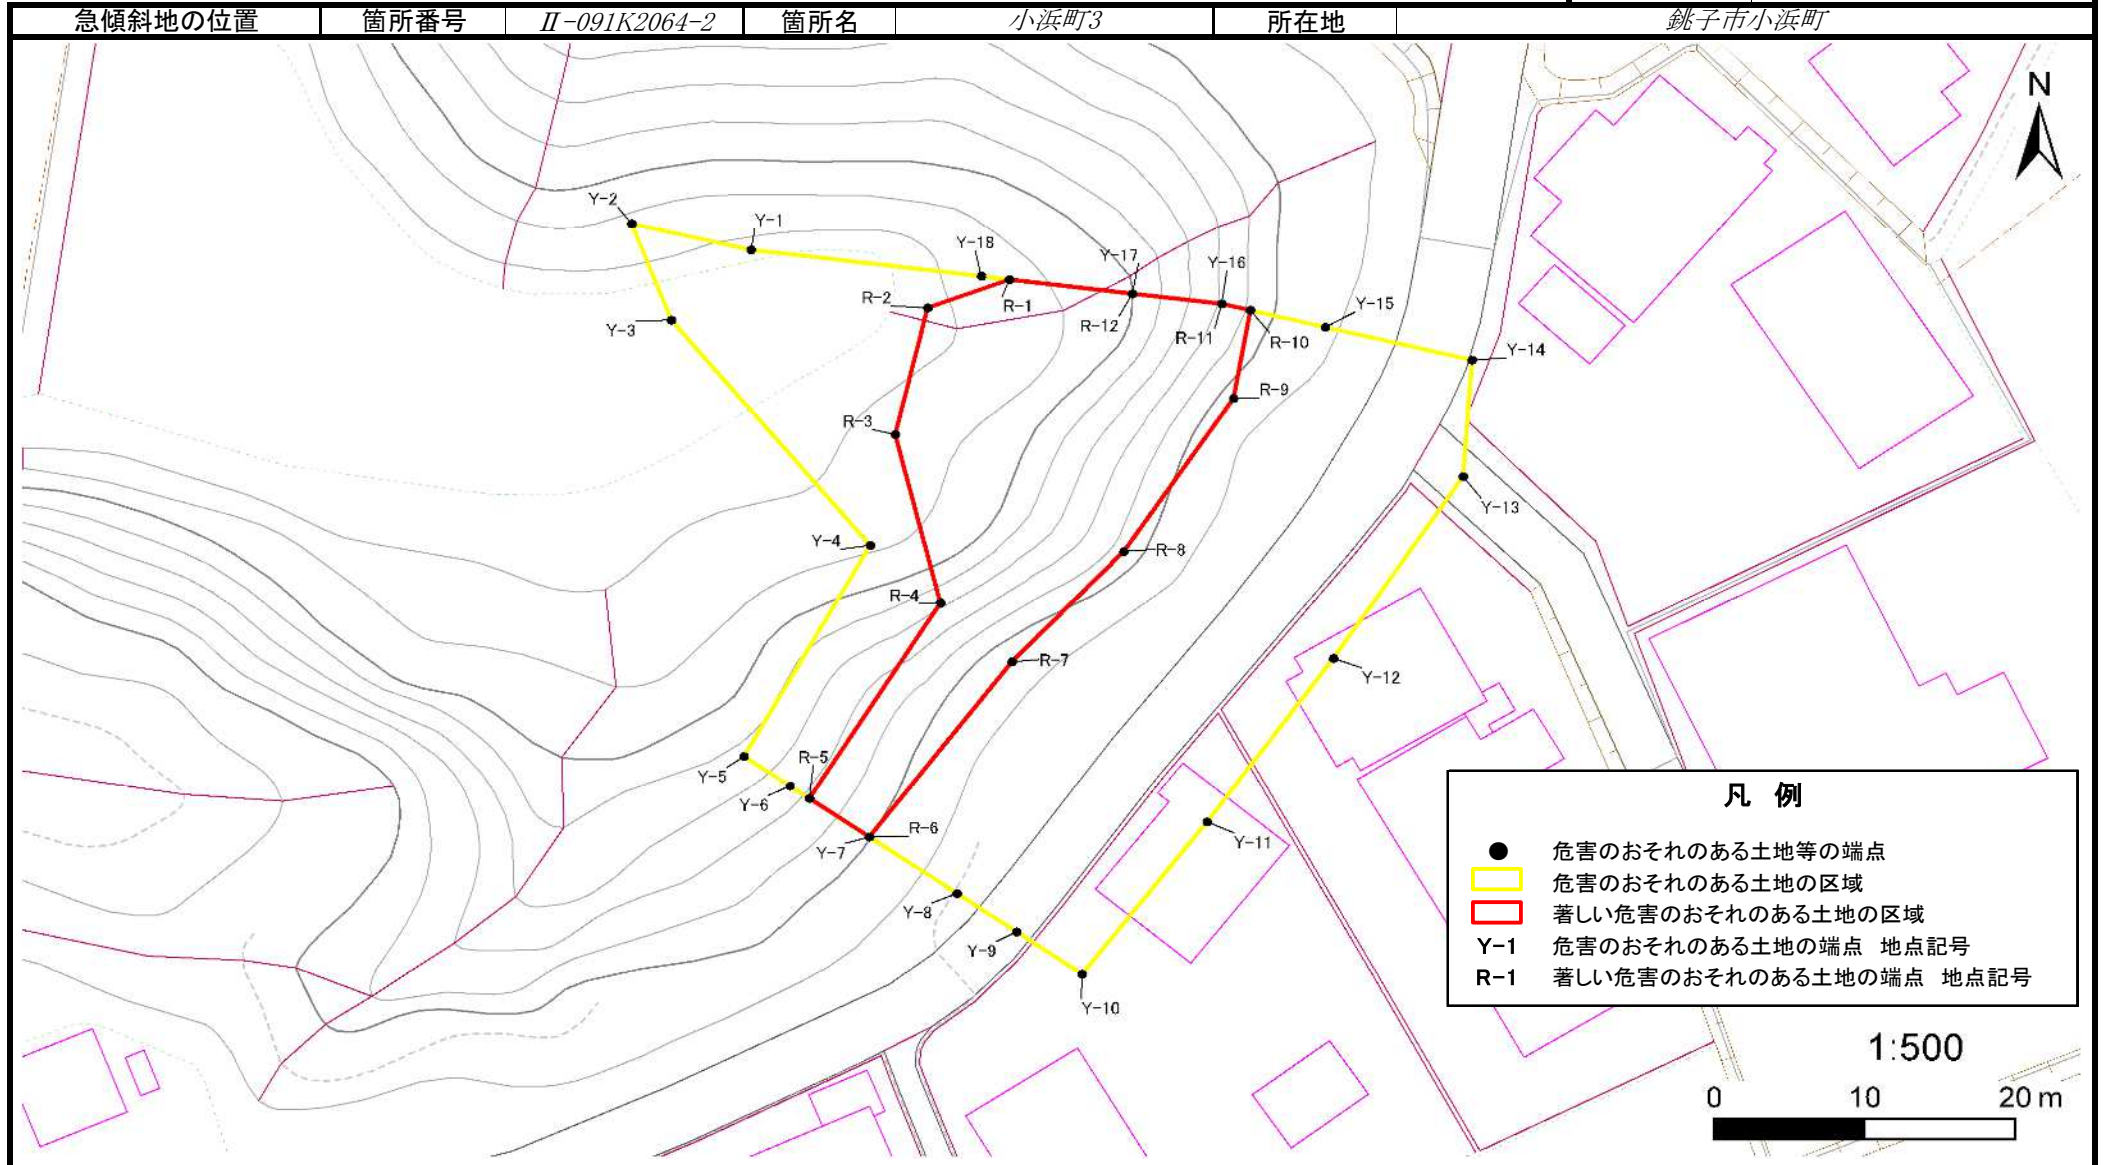 急傾斜地の位置 箇所番号 Ⅱ-091K2064-2 箇所名 小浜町3 所在地 銚子市小浜町
N
Y-2
Y-1
Y-18
Y-17
Y-16
R-2
R-1
Y-15
Y-3
R-12
R-11
R-10
Y-14
R-9
R-3
Y-13
Y-4
R-8
R-4
R-7
Y-12
R-5
Y-5
Y-6
R-6
Y-7
Y-11
Y-8
Y-9
Y-10
凡 例
危害のおそれのある土地等の端点
危害のおそれのある土地の区域
著しい危害のおそれのある土地の区域
Y-1 危害のおそれのある土地の端点 地点記号
R-1 著しい危害のおそれのある土地の端点 地点記号
1:500
0 10 20 m